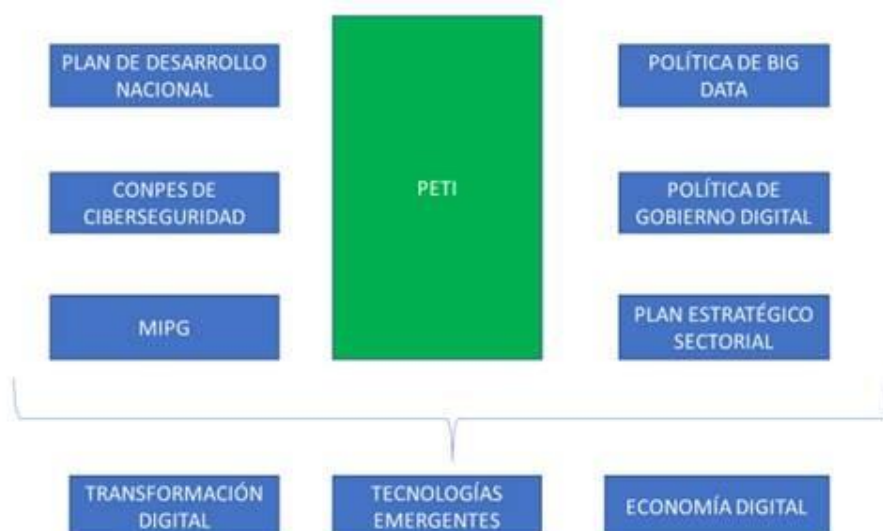 PLAN DE DESARROLLO
NACIONAL
CONPES DE
CIBERSEGURIDAD
MIPG
PETI
POLÍTICA DE BIG
DATA
POLÍTICA DE
GOBIERNO DIGITAL
PLAN ESTRATÉGICO
SECTORIAL
TRANSFORMACIÓN
DIGITAL
TECNOLOGÍAS
EMERGENTES
ECONOMÍA DIGITAL